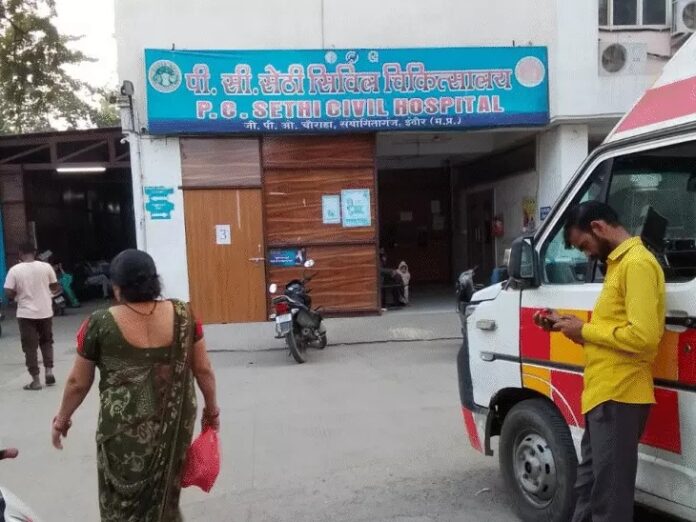 पी. सी. सेठी सिविल चिकित्सालय
P. C. SETHI CIVIL HOSPITAL
जी. पी. ओ. चौराहा, संयोगितागंज, इंदौर (म.प्र.)
3